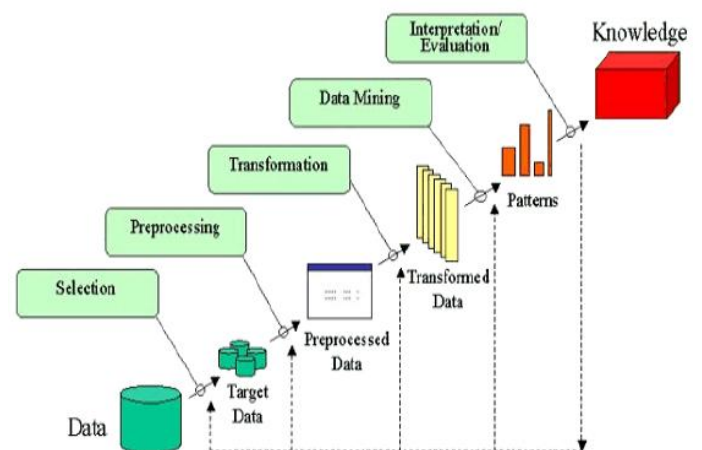 Interpretation/
Evaluation
Knowledge
Data Mining
Transformation
Patterns
Preprocessing
Transformed
Data
Selection
Preprocessed
Data
Target
Data
Data